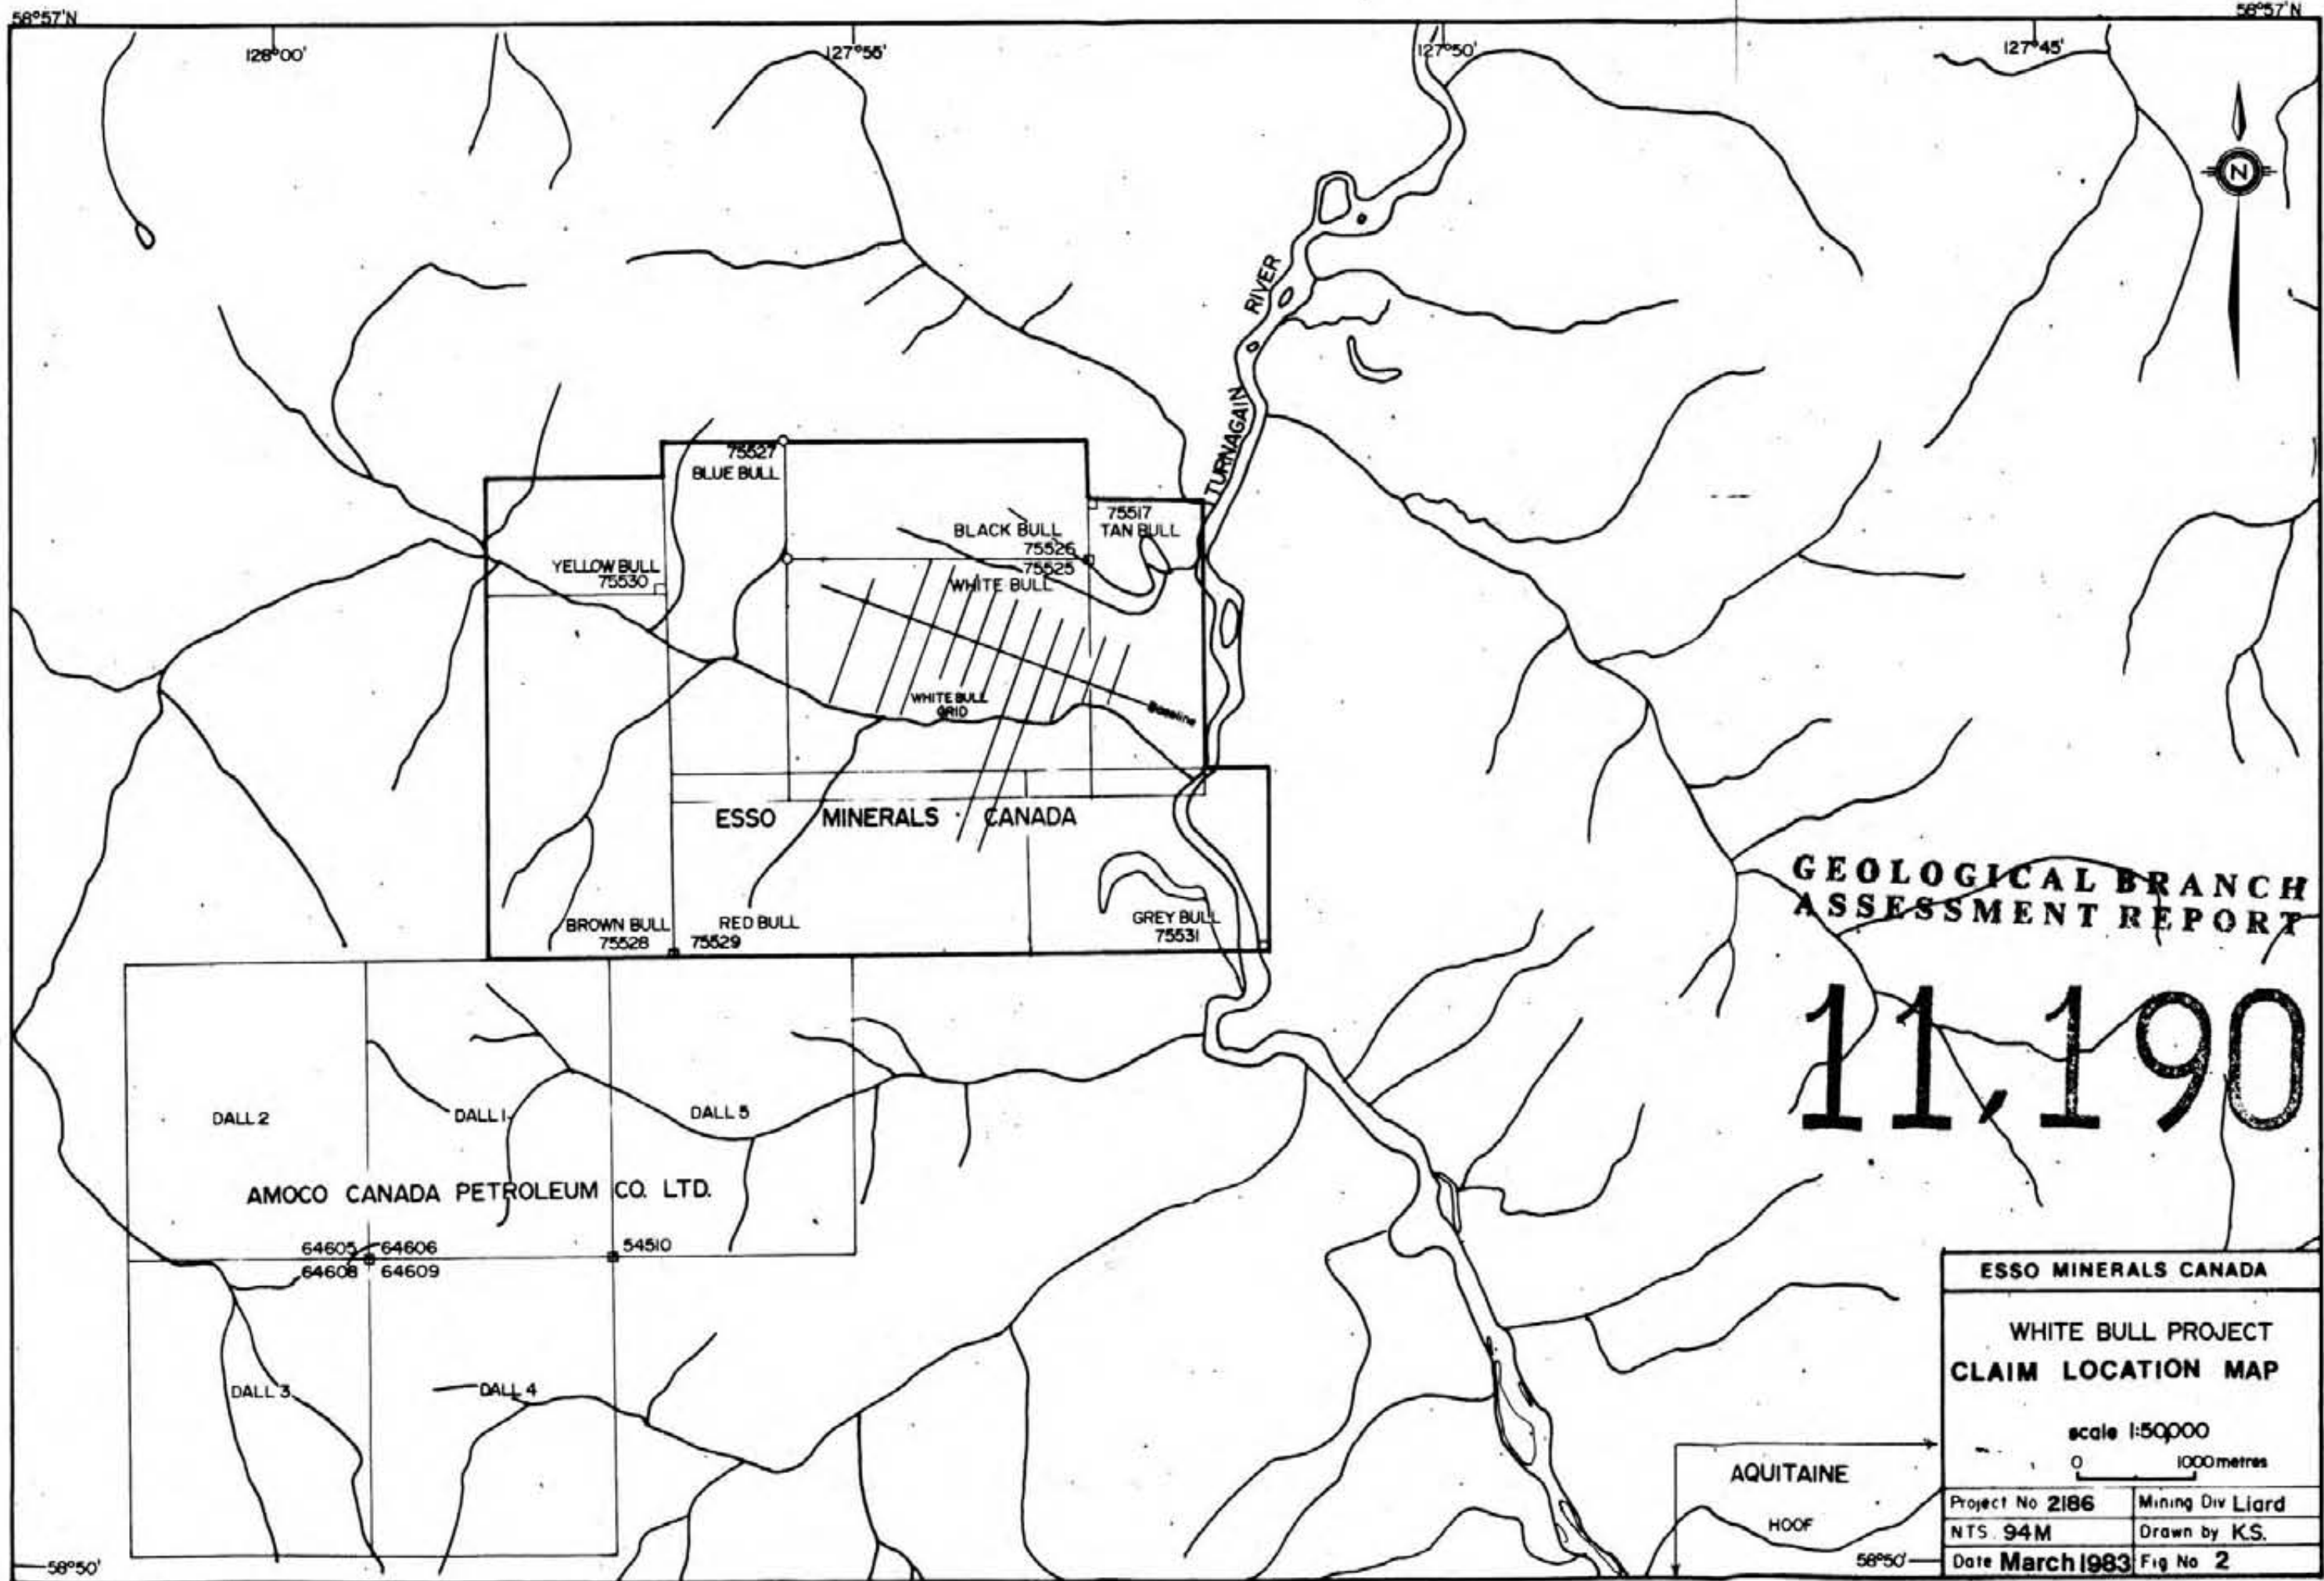 58°57'N
58°57'N
128°00'
127°55'
127°50'
127°45'
N
TURNAGAIN RIVER
75527
BLUE BULL
75517
TAN BULL
BLACK BULL
75526
75525
WHITE BULL
YELLOW BULL
75530
WHITE BULL
GRID
Baseline
ESSO MINERALS CANADA
BROWN BULL
75528
RED BULL
75529
GREY BULL
75531
GEOLOGICAL BRANCH
ASSESSMENT REPORT
11,190
DALL 2
DALL 1
DALL 5
AMOCO CANADA PETROLEUM CO. LTD.
64605
64606
54510
64608
64609
DALL 3
DALL 4
AQUITAINE
HOOF
58°50'
58°50'
ESSO MINERALS CANADA
WHITE BULL PROJECT
CLAIM LOCATION MAP
scale 1:50,000
0 1000 metres
Project No 2186
Mining Div Liard
NTS. 94M
Drawn by K.S.
Date March 1983
Fig No 2